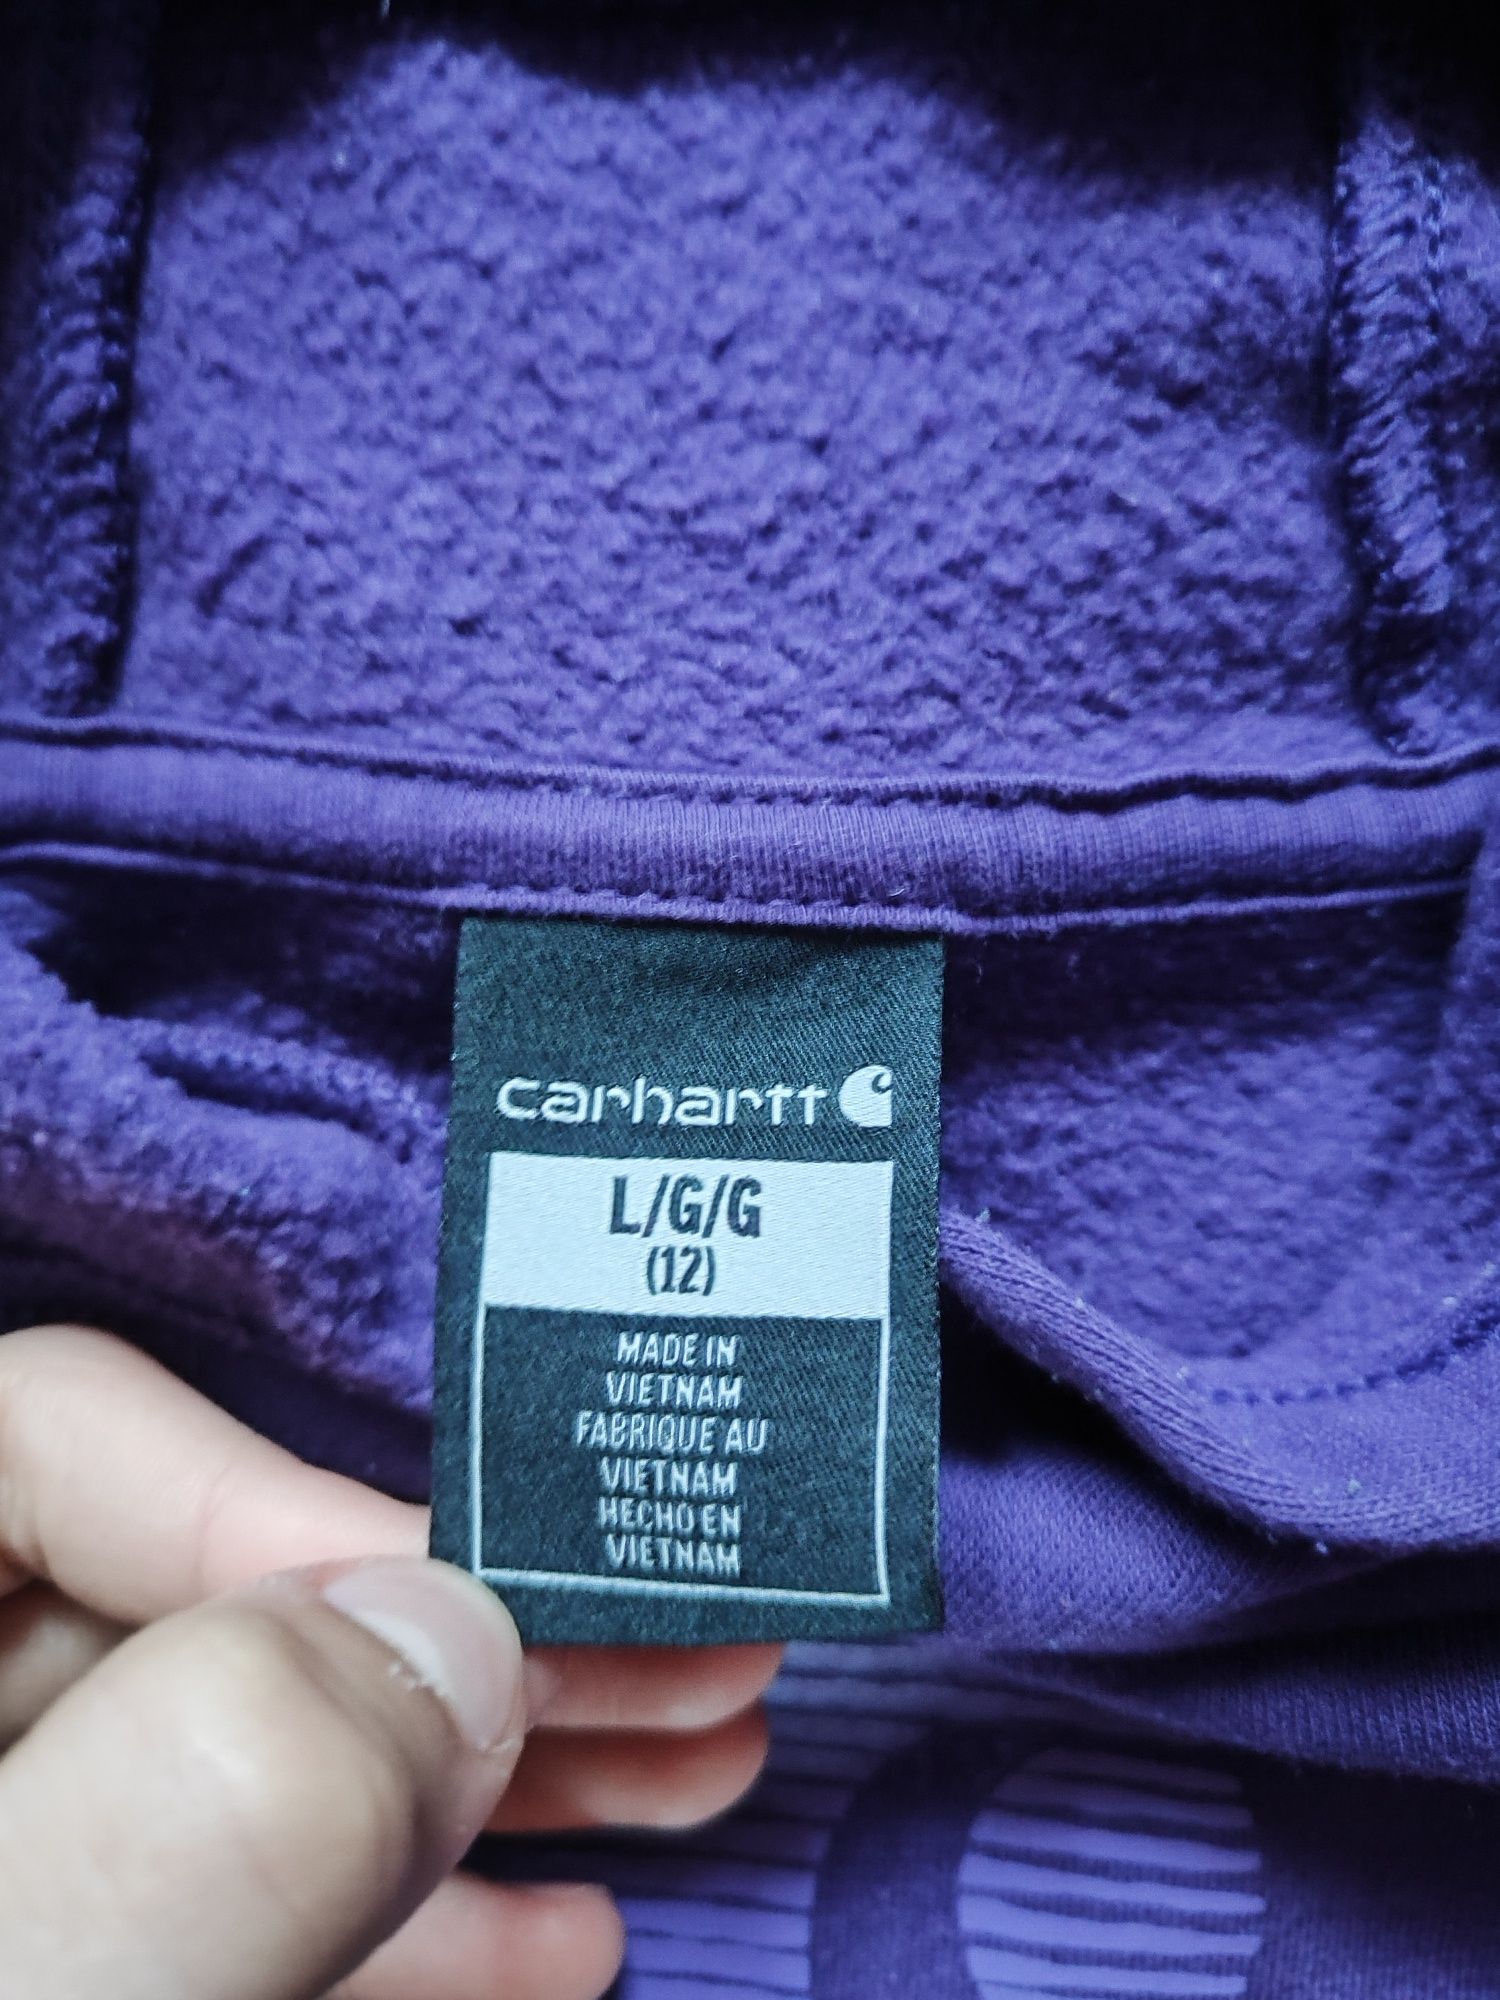 carhartt
L/G/G
(12)
MADE IN
VIETNAM
FABRIQUE AU
VIETNAM
HECHO EN
VIETNAM